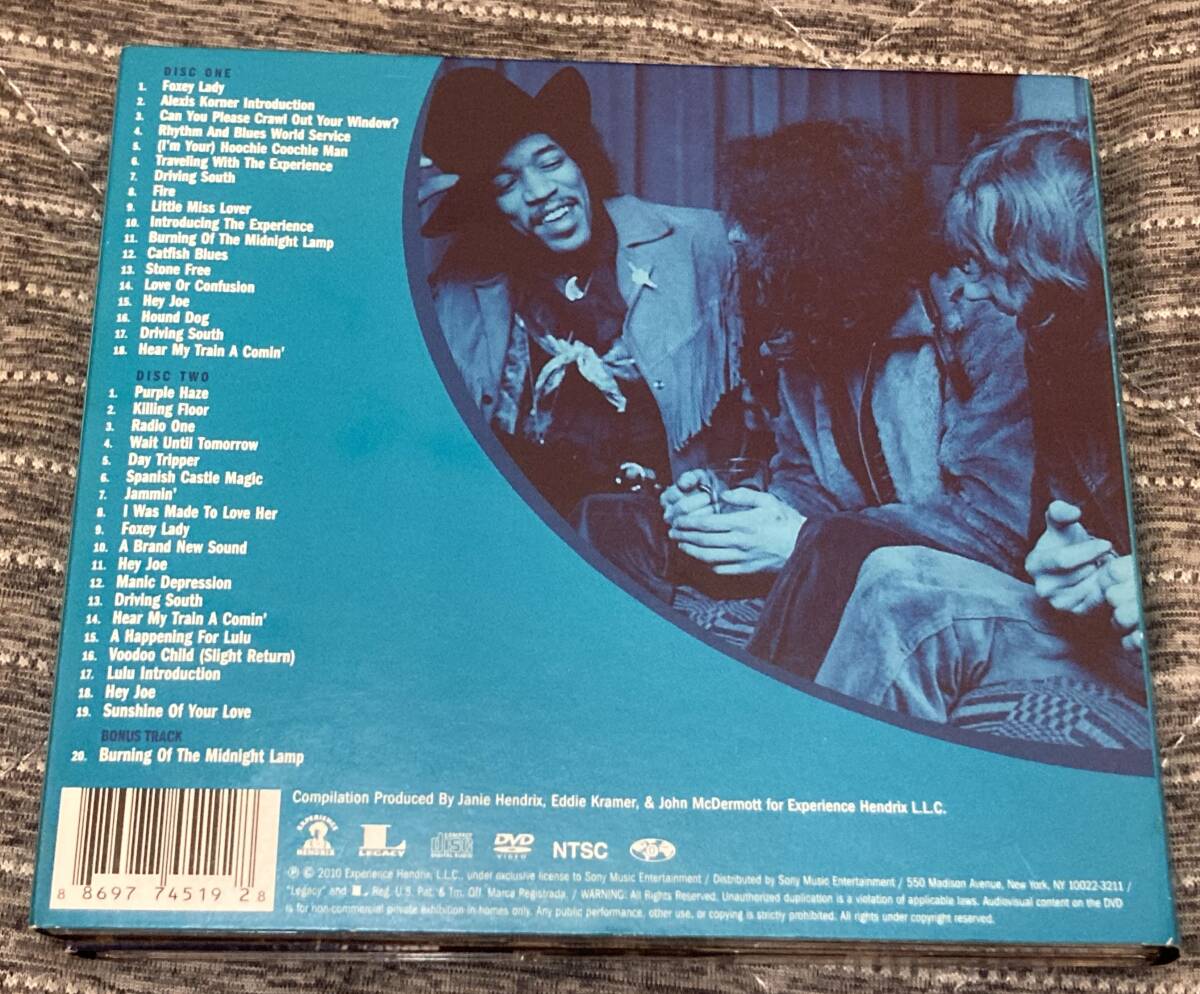 DISC ONE
1. Foxey Lady
2. Alexis Korner Introduction
3. Can You Please Crawl Out Your Window?
4. Rhythm And Blues World Service
5. (I'm Your) Hoochie Coochie Man
6. Traveling With The Experience
7. Driving South
8. Fire
9. Little Miss Lover
10. Introducing The Experience
11. Burning Of The Midnight Lamp
12. Catfish Blues
13. Stone Free
14. Love Or Confusion
15. Hey Joe
16. Hound Dog
17. Driving South
18. Hear My Train A Comin'
DISC TWO
1. Purple Haze
2. Killing Floor
3. Radio One
4. Wait Until Tomorrow
5. Day Tripper
6. Spanish Castle Magic
7. Jammin'
8. I Was Made To Love Her
9. Foxey Lady
10. A Brand New Sound
11. Hey Joe
12. Manic Depression
13. Driving South
14. Hear My Train A Comin'
15. A Happening For Lulu
16. Voodoo Child (Slight Return)
17. Lulu Introduction
18. Hey Joe
19. Sunshine Of Your Love
BONUS TRACK
20. Burning Of The Midnight Lamp
Compilation Produced By Janie Hendrix, Eddie Kramer, & John McDermott for Experience Hendrix L.L.C.
EXPERIENCE HENDRIX
LEGACY
COMPACT disc DIGITAL AUDIO
DVD VIDEO
NTSC
℗ © 2010 Experience Hendrix, L.L.C., under exclusive license to Sony Music Entertainment / Distributed by Sony Music Entertainment / 550 Madison Avenue, New York, NY 10022-3211 /
"Legacy" and L Reg. U.S. Pat. & Tm. Off. Marca Registrada. / WARNING: All Rights Reserved. Unauthorized duplication is a violation of applicable laws. Audiovisual content on the DVD
is for non-commercial private exhibition in homes only. Any public performance, other use, or copying is strictly prohibited. All rights under copyright reserved.
8 86977 45192 8